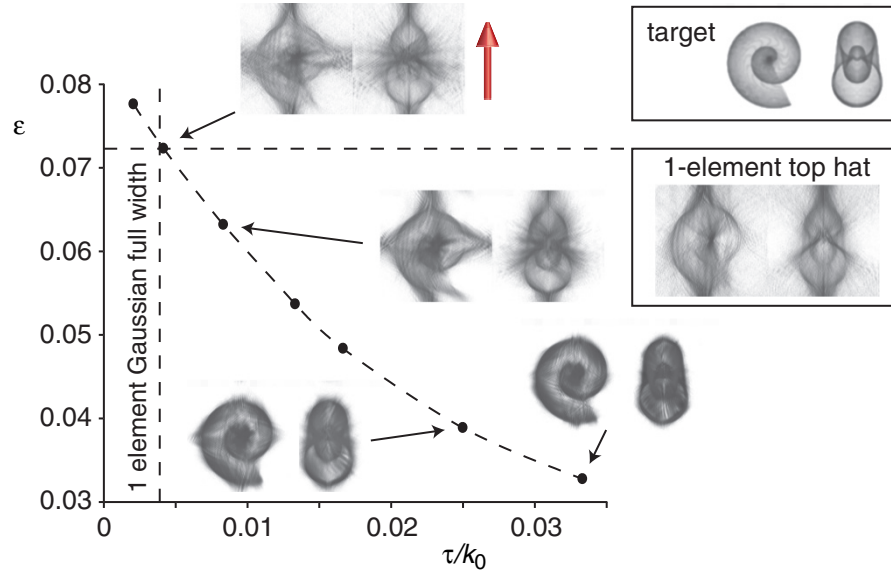 target
1-element top hat
ε
0.08
0.07
0.06
0.05
0.04
0.03
1 element Gaussian full width
0
0.01
0.02
0.03
τ/k0